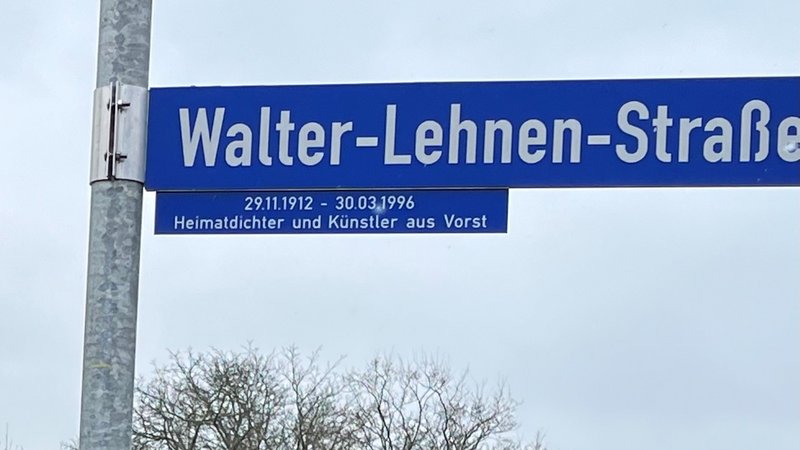 Walter-Lehnen-Straße
29.11.1912 - 30.03.1996
Heimatdichter und Künstler aus Vorst